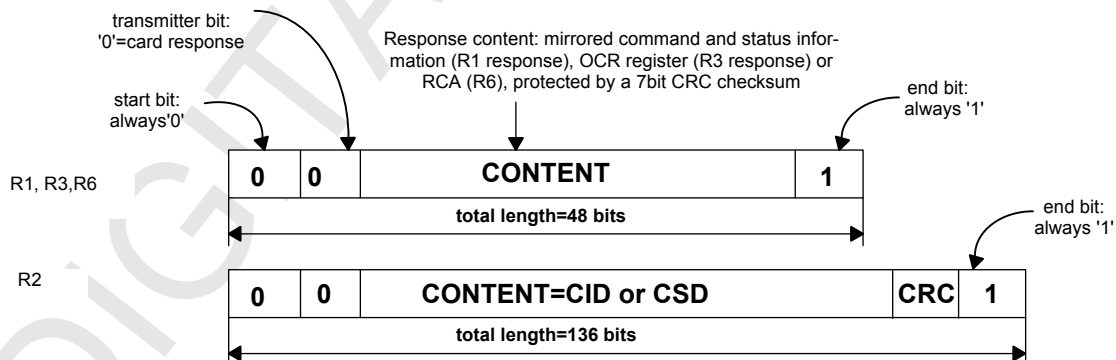 transmitter bit:
'0'=card response
Response content: mirrored command and status infor-
mation (R1 response), OCR register (R3 response) or
RCA (R6), protected by a 7bit CRC checksum
start bit:
always'0'
end bit:
always '1'
R1, R3,R6
0 0 CONTENT 1
total length=48 bits
end bit:
always '1'
R2
0 0 CONTENT=CID or CSD CRC 1
total length=136 bits